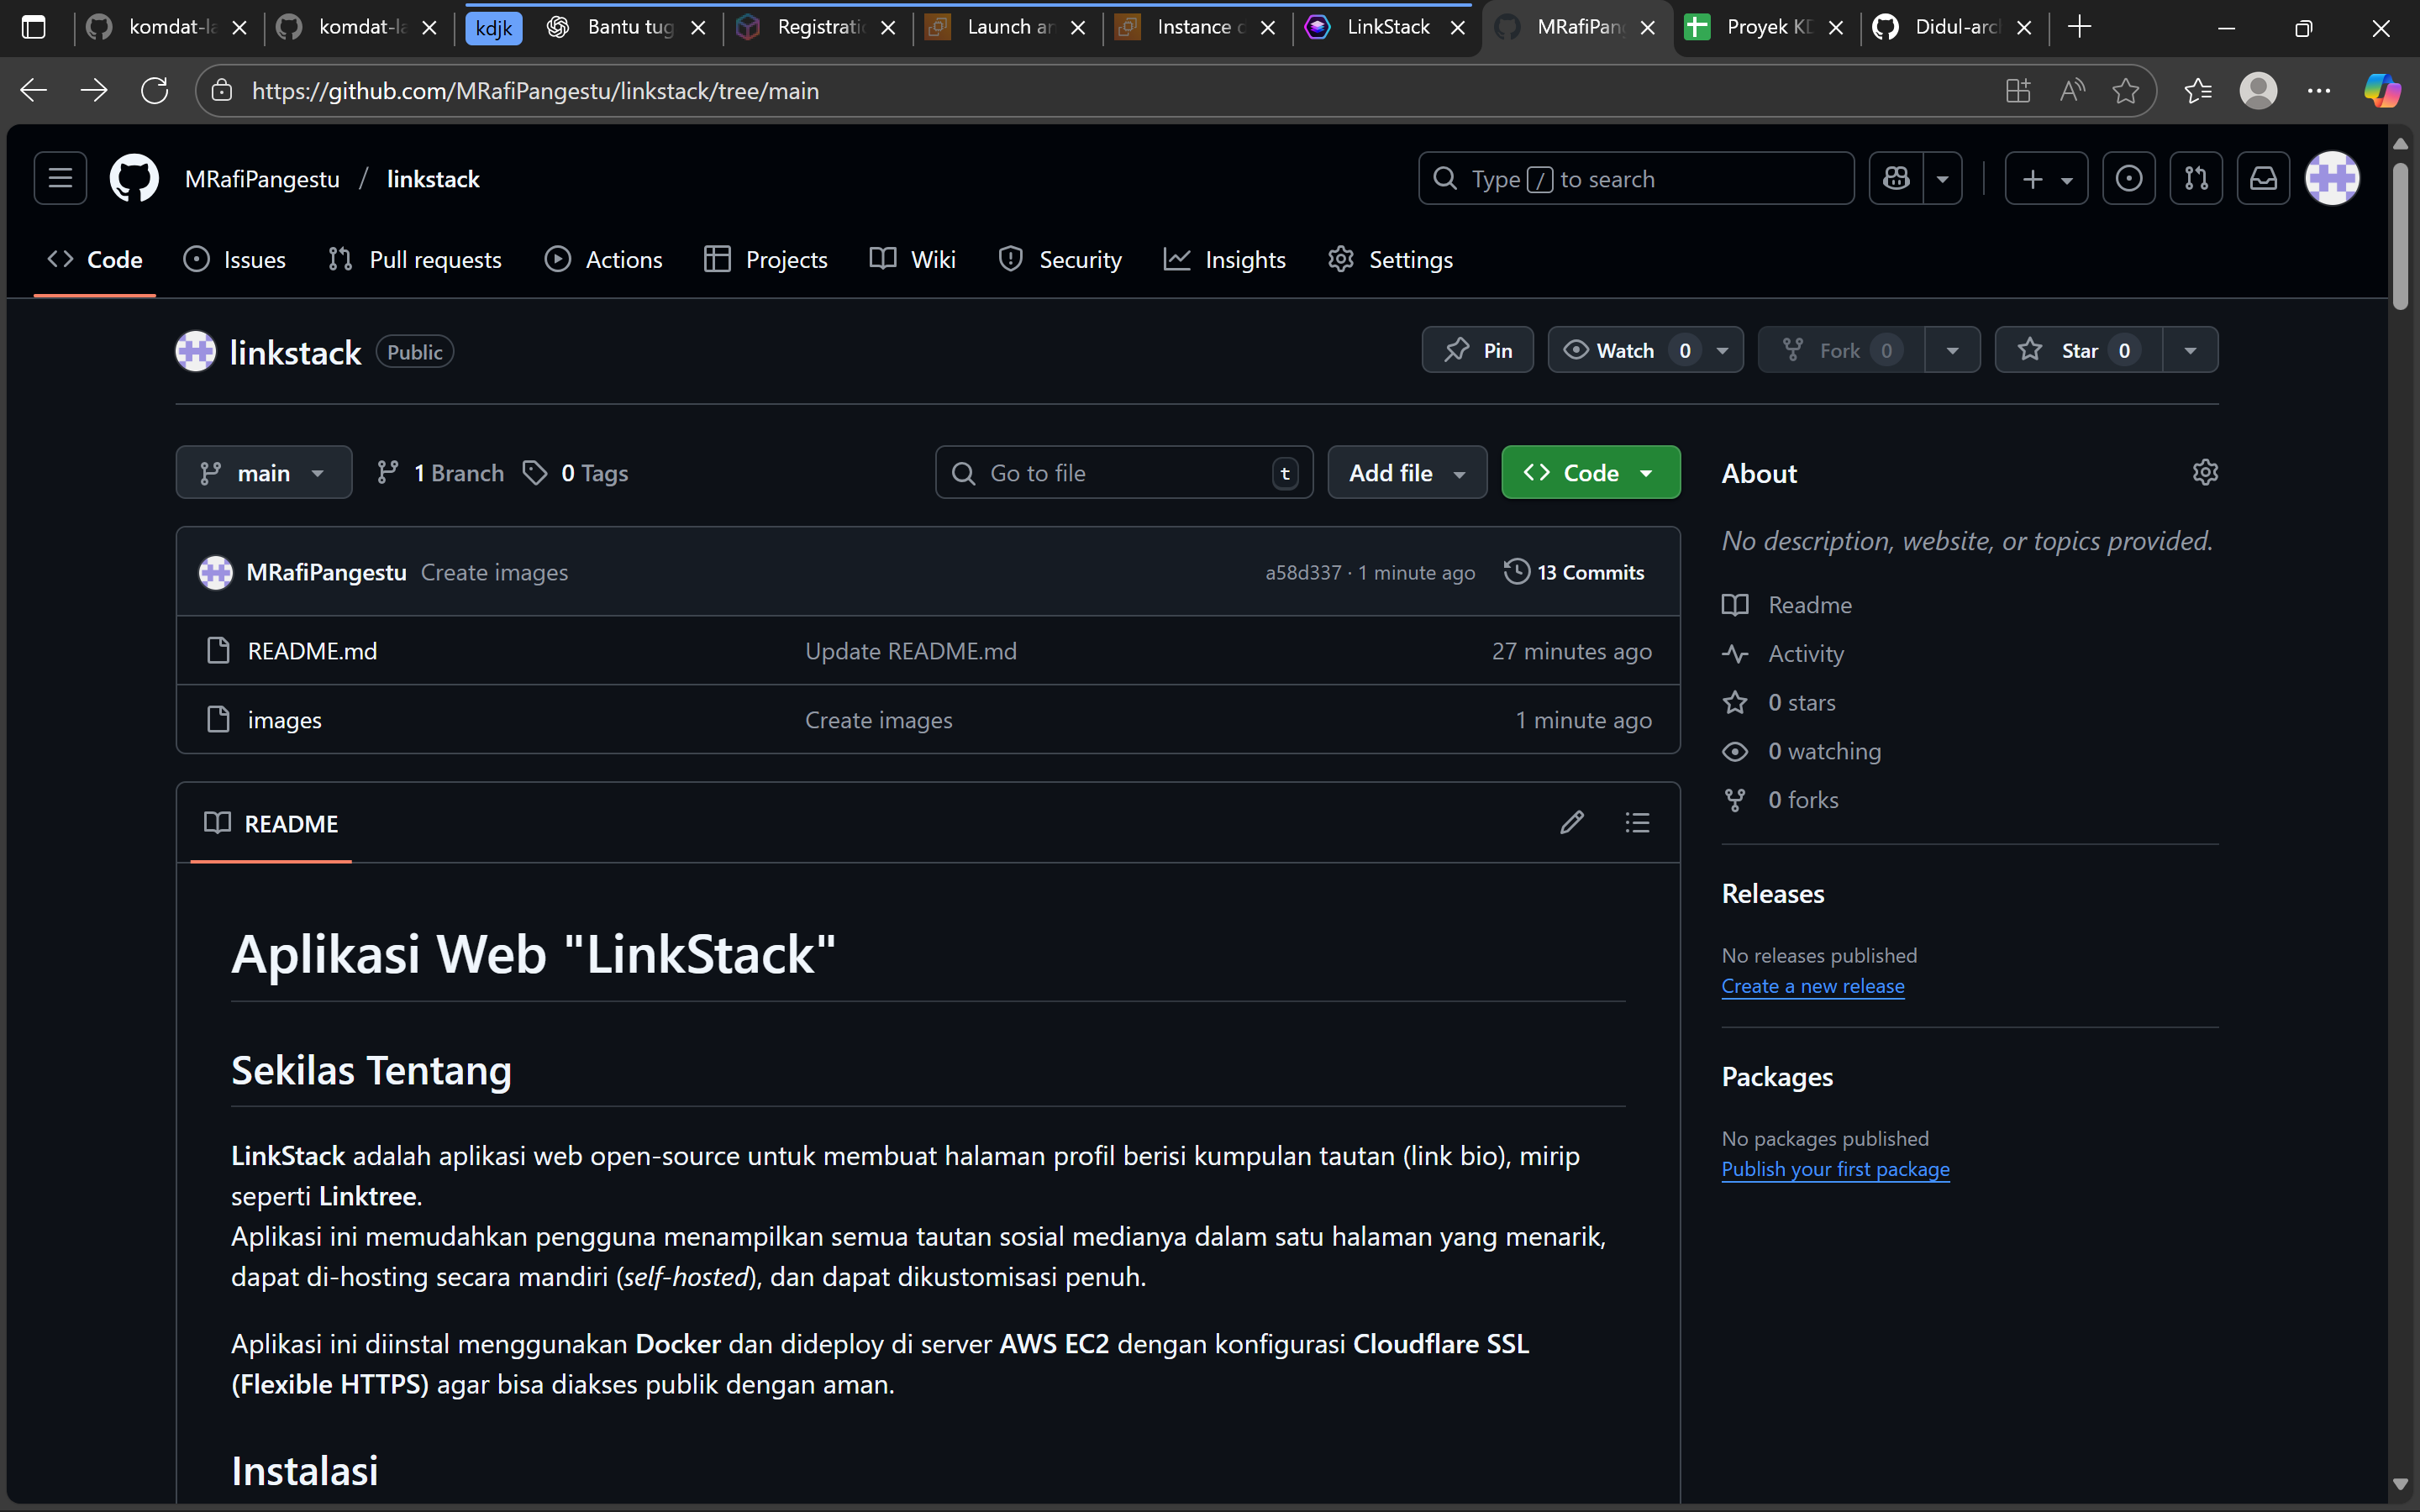 komdat-la
komdat-la
kdjk
Bantu tug
Registratio
Launch an
Instance d
LinkStack
MRafiPang
Proyek KD
Didul-arc
https://github.com/MRafiPangestu/linkstack/tree/main
MRafiPangestu / linkstack
Type / to search
Code
Issues
Pull requests
Actions
Projects
Wiki
Security
Insights
Settings
linkstack
Public
Pin
Watch 0
Fork 0
Star 0
main
1 Branch
0 Tags
Go to file
t
Add file
Code
MRafiPangestu Create images
a58d337 · 1 minute ago
13 Commits
README.md
Update README.md
27 minutes ago
images
Create images
1 minute ago
README
Aplikasi Web "LinkStack"
Sekilas Tentang
LinkStack adalah aplikasi web open-source untuk membuat halaman profil berisi kumpulan tautan (link bio), mirip
seperti Linktree.
Aplikasi ini memudahkan pengguna menampilkan semua tautan sosial medianya dalam satu halaman yang menarik,
dapat di-hosting secara mandiri (self-hosted), dan dapat dikustomisasi penuh.
Aplikasi ini diinstal menggunakan Docker dan dideploy di server AWS EC2 dengan konfigurasi Cloudflare SSL
(Flexible HTTPS) agar bisa diakses publik dengan aman.
Instalasi
About
No description, website, or topics provided.
Readme
Activity
0 stars
0 watching
0 forks
Releases
No releases published
Create a new release
Packages
No packages published
Publish your first package